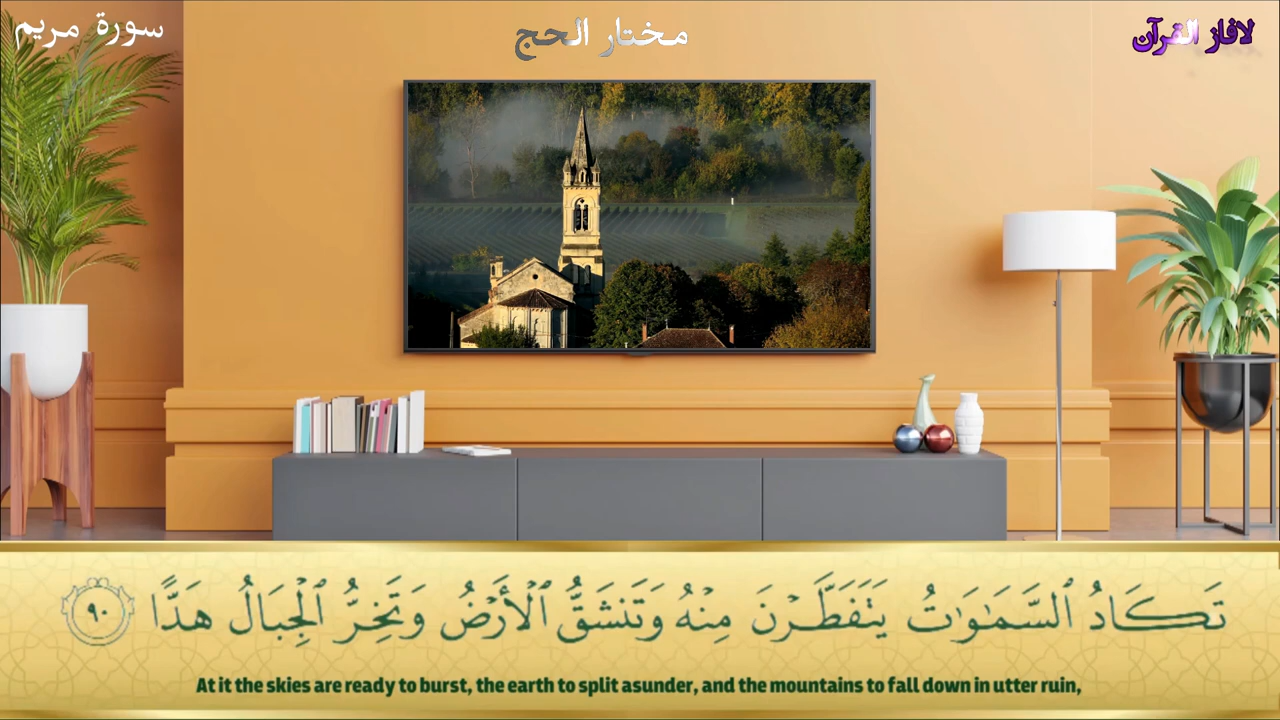 سورة مريم
مختار الحج
لافاز القرآن
تَكَادُ ٱلسَّمَٰوَٰتُ يَتَفَطَّرْنَ مِنْهُ وَتَنشَقُّ ٱلْأَرْضُ وَتَخِرُّ ٱلْجِبَالُ هَدًّا ٩٠
At it the skies are ready to burst, the earth to split asunder, and the mountains to fall down in utter ruin,